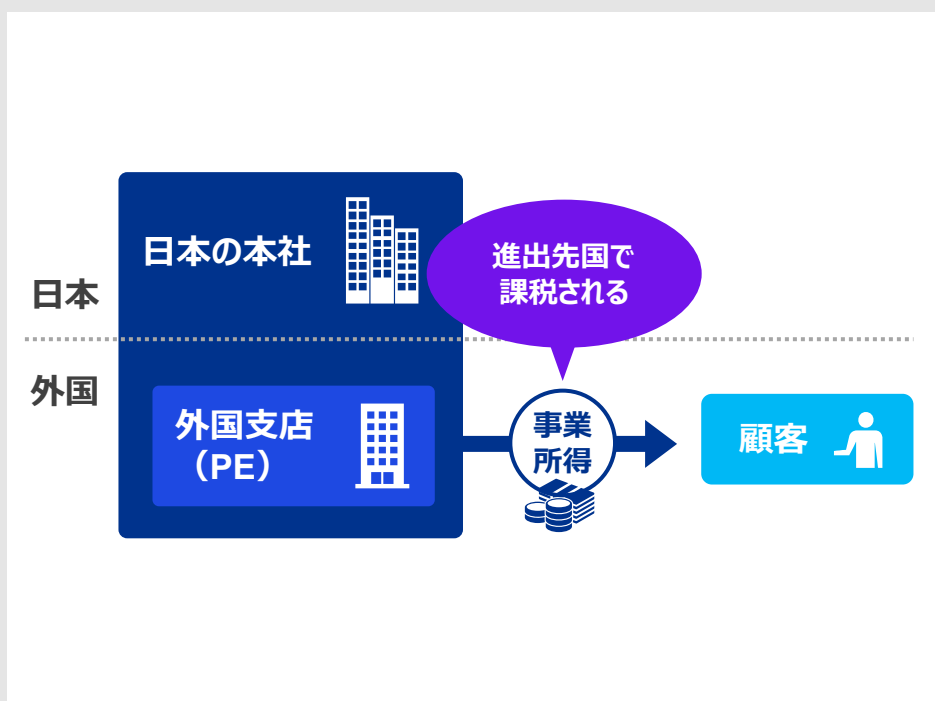 日本の本社
進出先国で
課税される
日本
外国
外国支店
（PE）
事業
所得
顧客